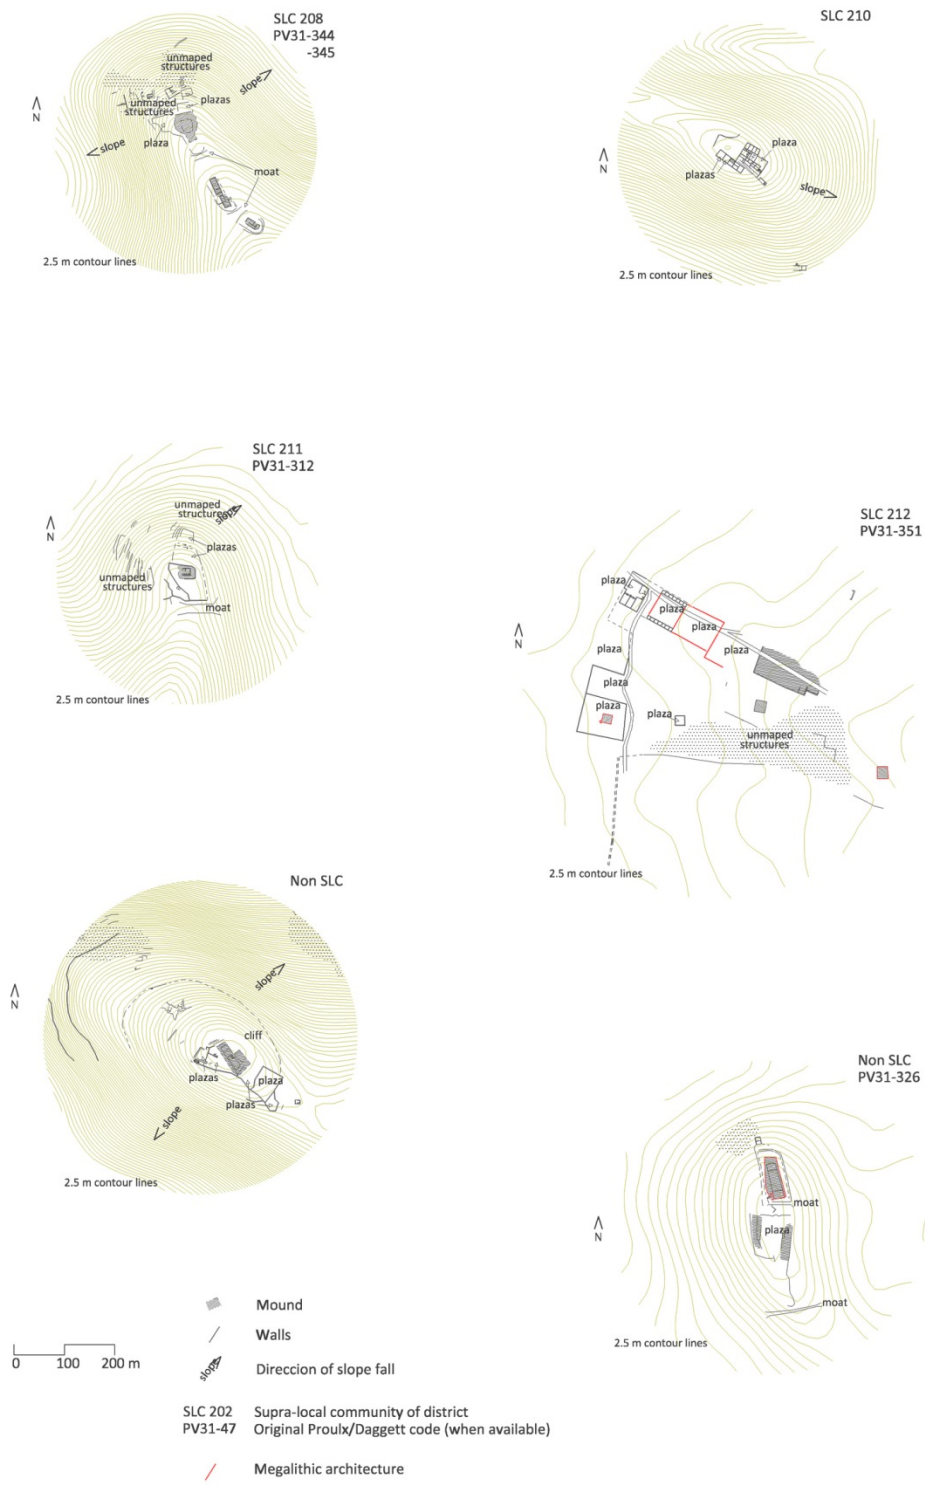 SLC 208
PV31-344
-345
unmaped
structures
slope
plazas
unmaped
structures
N
plaza
slope
moat
2.5 m contour lines
SLC 210
plaza
N
plazas
slope
2.5 m contour lines
SLC 211
PV31-312
unmaped
structures
slope
N
plazas
unmaped
structures
moat
2.5 m contour lines
SLC 212
PV31-351
plaza
plaza
plaza
N
plaza
plaza
plaza
plaza
plaza
unmaped
structures
2.5 m contour lines
Non SLC
slope
N
cliff
plazas
plaza
plazas
slope
2.5 m contour lines
Non SLC
PV31-326
moat
N
plaza
moat
2.5 m contour lines
Mound
Walls
0 100 200 m
slope
Direccion of slope fall
SLC 202 Supra-local community of district
PV31-47 Original Proulx/Daggett code (when available)
Megalithic architecture